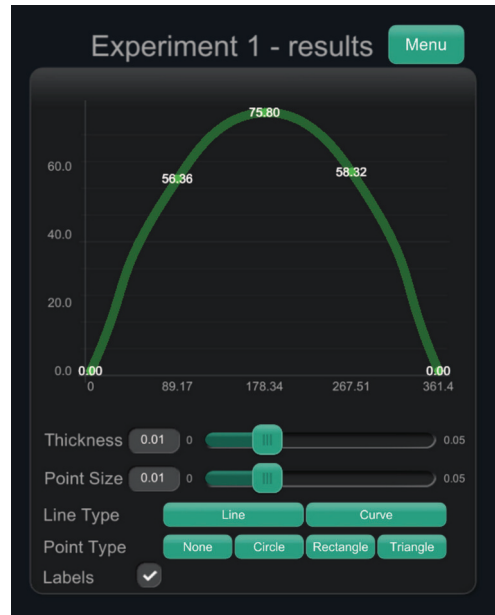 Experiment 1 - results Menu
75.80
60.0
56.36 58.32
40.0
20.0
0.0 0.00 0.00
0 89.17 178.34 267.51 361.4
Thickness 0.01 0 0.05
Point Size 0.01 0 0.05
Line Type Line Curve
Point Type None Circle Rectangle Triangle
Labels